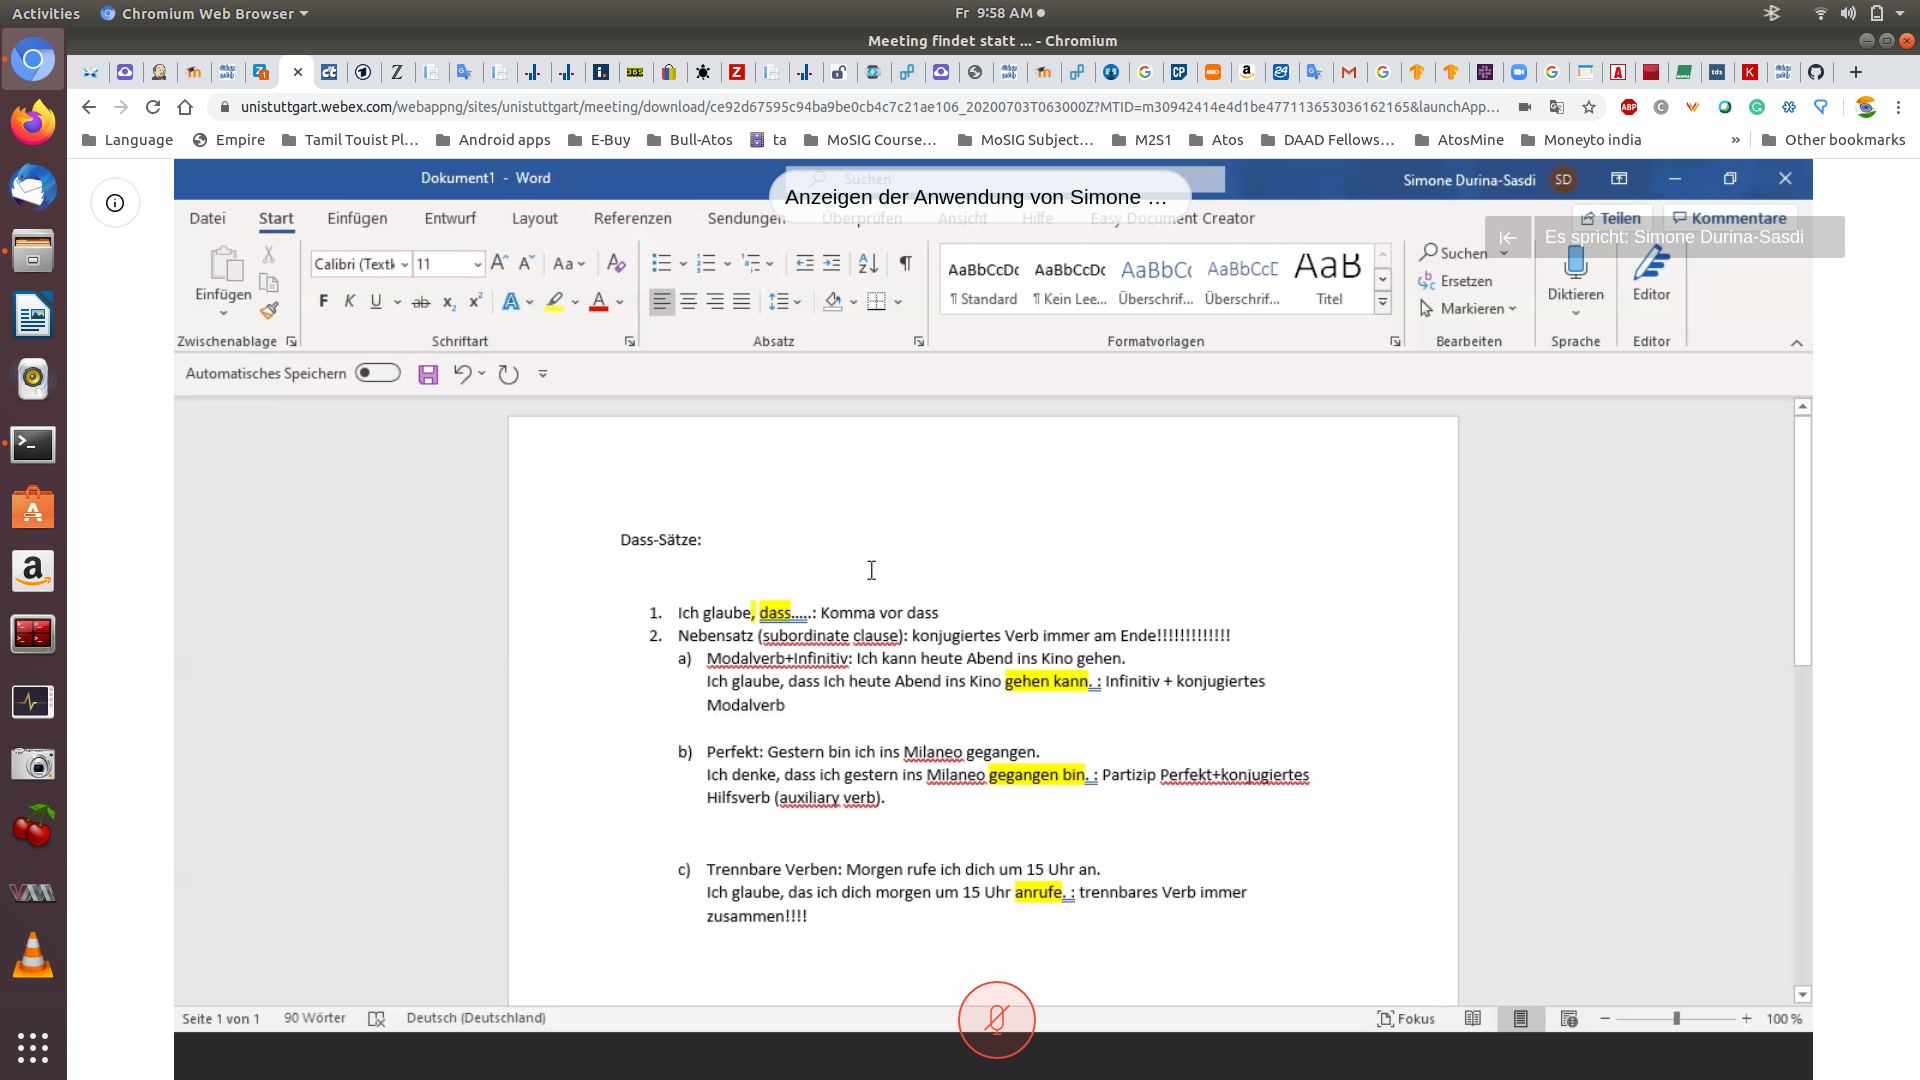 Activities
Chromium Web Browser
Fr 9:58 AM
Meeting findet statt ... - Chromium
unistuttgart.webex.com/webappng/sites/unistuttgart/meeting/download/ce92d67595c94ba9be0cb4c7c21ae106_20200703T063000Z?MTID=m30942414e4d1be477113653036162165&launchApp...
Language Empire Tamil Touist Pl... Android apps E-Buy Bull-Atos ta MoSIG Course... MoSIG Subject... M2S1 Atos DAAD Fellows... AtosMine Moneyto india » Other bookmarks
Dokument1 - Word
Suchen
Simone Durina-Sasdi SD
Anzeigen der Anwendung von Simone ...
Datei Start Einfügen Entwurf Layout Referenzen Sendungen Überprüfen Ansicht Hilfe Easy Document Creator
Teilen Kommentare
Es spricht: Simone Durina-Sasdi
Calibri (Textk 11
Einfügen
F K U ab x₂ x²
AaBbCcDc AaBbCcDc AaBbCc AaBbCcC AaB
¶ Standard ¶ Kein Lee... Überschrif... Überschrif... Titel
Suchen
Ersetzen
Markieren
Diktieren
Editor
Zwischenablage Schriftart Absatz Formatvorlagen Bearbeiten Sprache Editor
Automatisches Speichern
Dass-Sätze:
1. Ich glaube, dass.....: Komma vor dass
2. Nebensatz (subordinate clause): konjugiertes Verb immer am Ende!!!!!!!!!!!!!
a) Modalverb+Infinitiv: Ich kann heute Abend ins Kino gehen.
Ich glaube, dass Ich heute Abend ins Kino gehen kann. : Infinitiv + konjugiertes
Modalverb
b) Perfekt: Gestern bin ich ins Milaneo gegangen.
Ich denke, dass ich gestern ins Milaneo gegangen bin. : Partizip Perfekt+konjugiertes
Hilfsverb (auxiliary verb).
c) Trennbare Verben: Morgen rufe ich dich um 15 Uhr an.
Ich glaube, das ich dich morgen um 15 Uhr anrufe. : trennbares Verb immer
zusammen!!!!
Seite 1 von 1 90 Wörter Deutsch (Deutschland)
Fokus
100 %